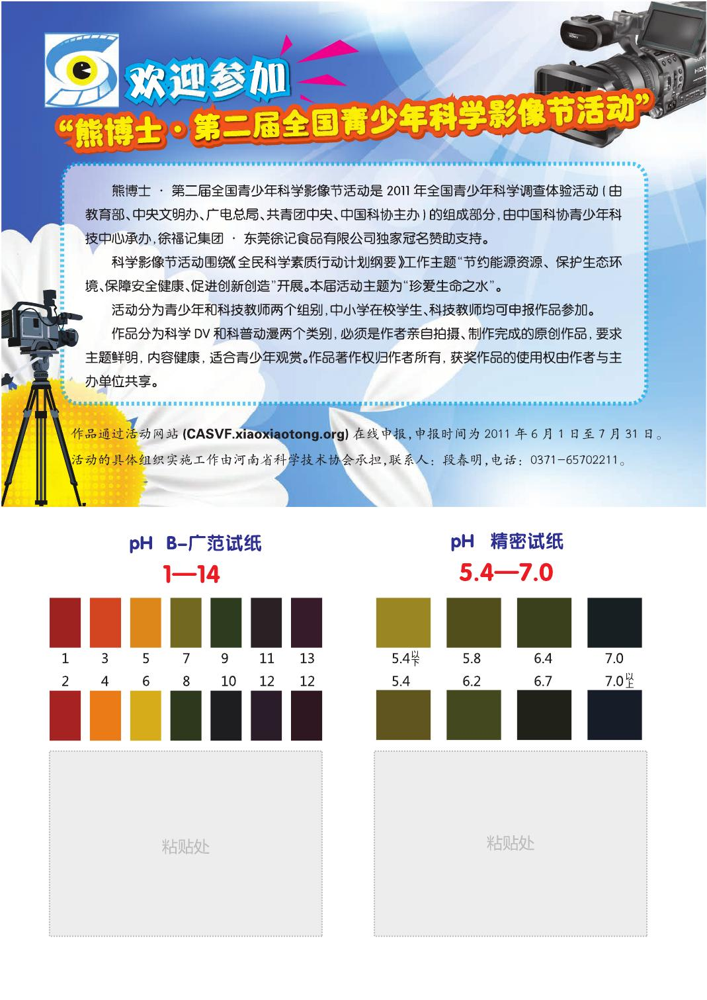 欢迎参加
“熊博士·第二届全国青少年科学影像节活动”
熊博士 · 第二届全国青少年科学影像节活动是 2011 年全国青少年科学调查体验活动(由
教育部、中央文明办、广电总局、共青团中央、中国科协主办)的组成部分,由中国科协青少年科
技中心承办,徐福记集团 · 东莞徐记食品有限公司独家冠名赞助支持。
科学影像节活动围绕《全民科学素质行动计划纲要》工作主题“节约能源资源、保护生态环
境、保障安全健康、促进创新创造”开展。本届活动主题为“珍爱生命之水”。
活动分为青少年和科技教师两个组别,中小学在校学生、科技教师均可申报作品参加。
作品分为科学 DV 和科普动漫两个类别,必须是作者亲自拍摄、制作完成的原创作品,要求
主题鲜明,内容健康,适合青少年观赏。作品著作权归作者所有,获奖作品的使用权由作者与主
办单位共享。
作品通过活动网站 (CASVF.xiaoxiaotong.org) 在线申报,申报时间为 2011 年 6 月 1 日至 7 月 31 日。
活动的具体组织实施工作由河南省科学技术协会承担,联系人：段春明,电话：0371-65702211。
SONY
HDV
pH B-广范试纸
1—14
1 3 5 7 9 11 13
2 4 6 8 10 12 12
粘贴处
pH 精密试纸
5.4—7.0
5.4以下 5.8 6.4 7.0
5.4 6.2 6.7 7.0以上
粘贴处